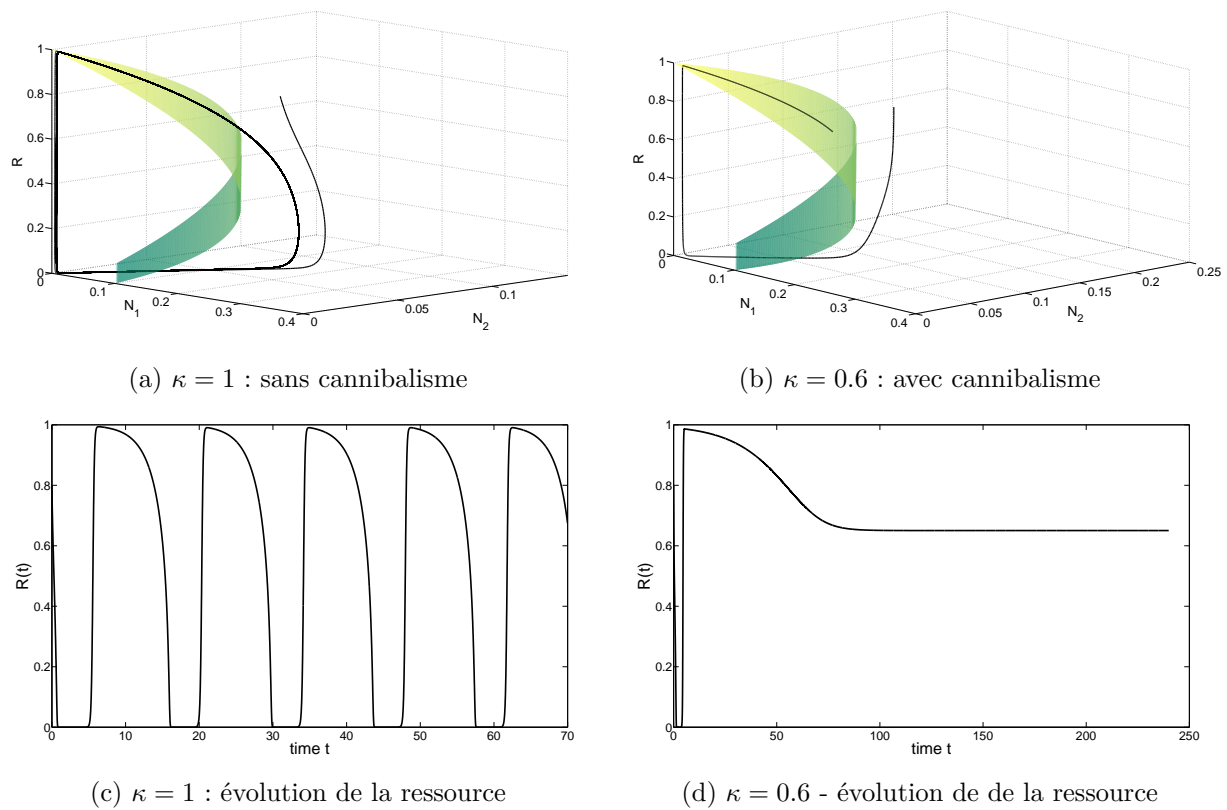 1
0.8
0.6
0.4
0.2
0
R
0
0.1
0.2
0.3
0.4
N1
0
0.05
0.1
N2
(a) κ = 1 : sans cannibalisme
1
0.8
0.6
0.4
0.2
0
R
0
0.1
0.2
0.3
0.4
N1
0
0.05
0.1
0.15
0.2
0.25
N2
(b) κ = 0.6 : avec cannibalisme
1
0.8
0.6
0.4
0.2
0
R(t)
0 10 20 30 40 50 60 70
time t
(c) κ = 1 : évolution de la ressource
1
0.8
0.6
0.4
0.2
0
R(t)
0 50 100 150 200 250
time t
(d) κ = 0.6 - évolution de de la ressource